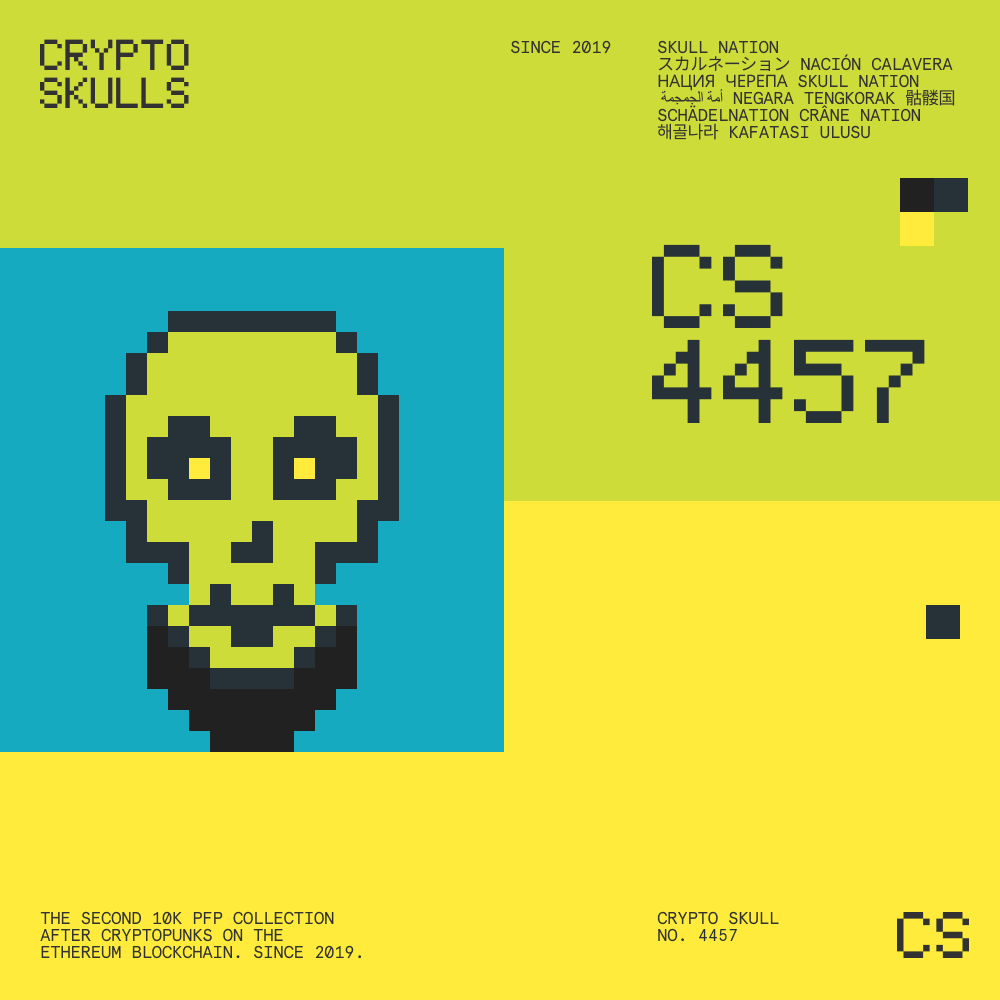 CRYPTO
SKULLS
SINCE 2019
SKULL NATION
スカルネーション NACIÓN CALAVERA
НАЦИЯ ЧЕРЕПА SKULL NATION
أمة الجمجمة NEGARA TENGKORAK 骷髅国
SCHÄDELNATION CRÂNE NATION
해골나라 KAFATASI ULUSU
CS
4457
THE SECOND 10K PFP COLLECTION
AFTER CRYPTOPUNKS ON THE
ETHEREUM BLOCKCHAIN. SINCE 2019.
CRYPTO SKULL
NO. 4457
CS